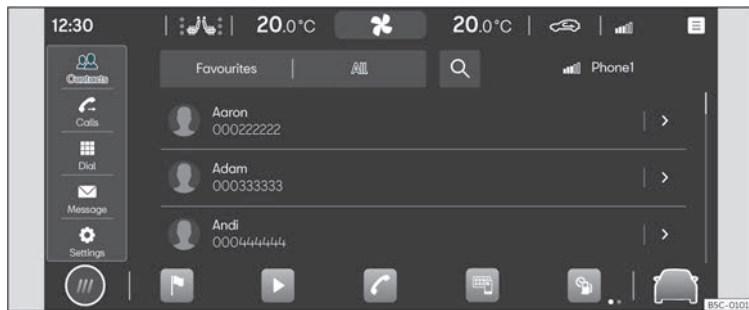 12:30
20.0°C
20.0°C
Contacts
Favourites
All
Phone1
Calls
Aaron
000222222
Dial
Adam
000333333
Message
Andi
000444444
Settings
B5C-0101